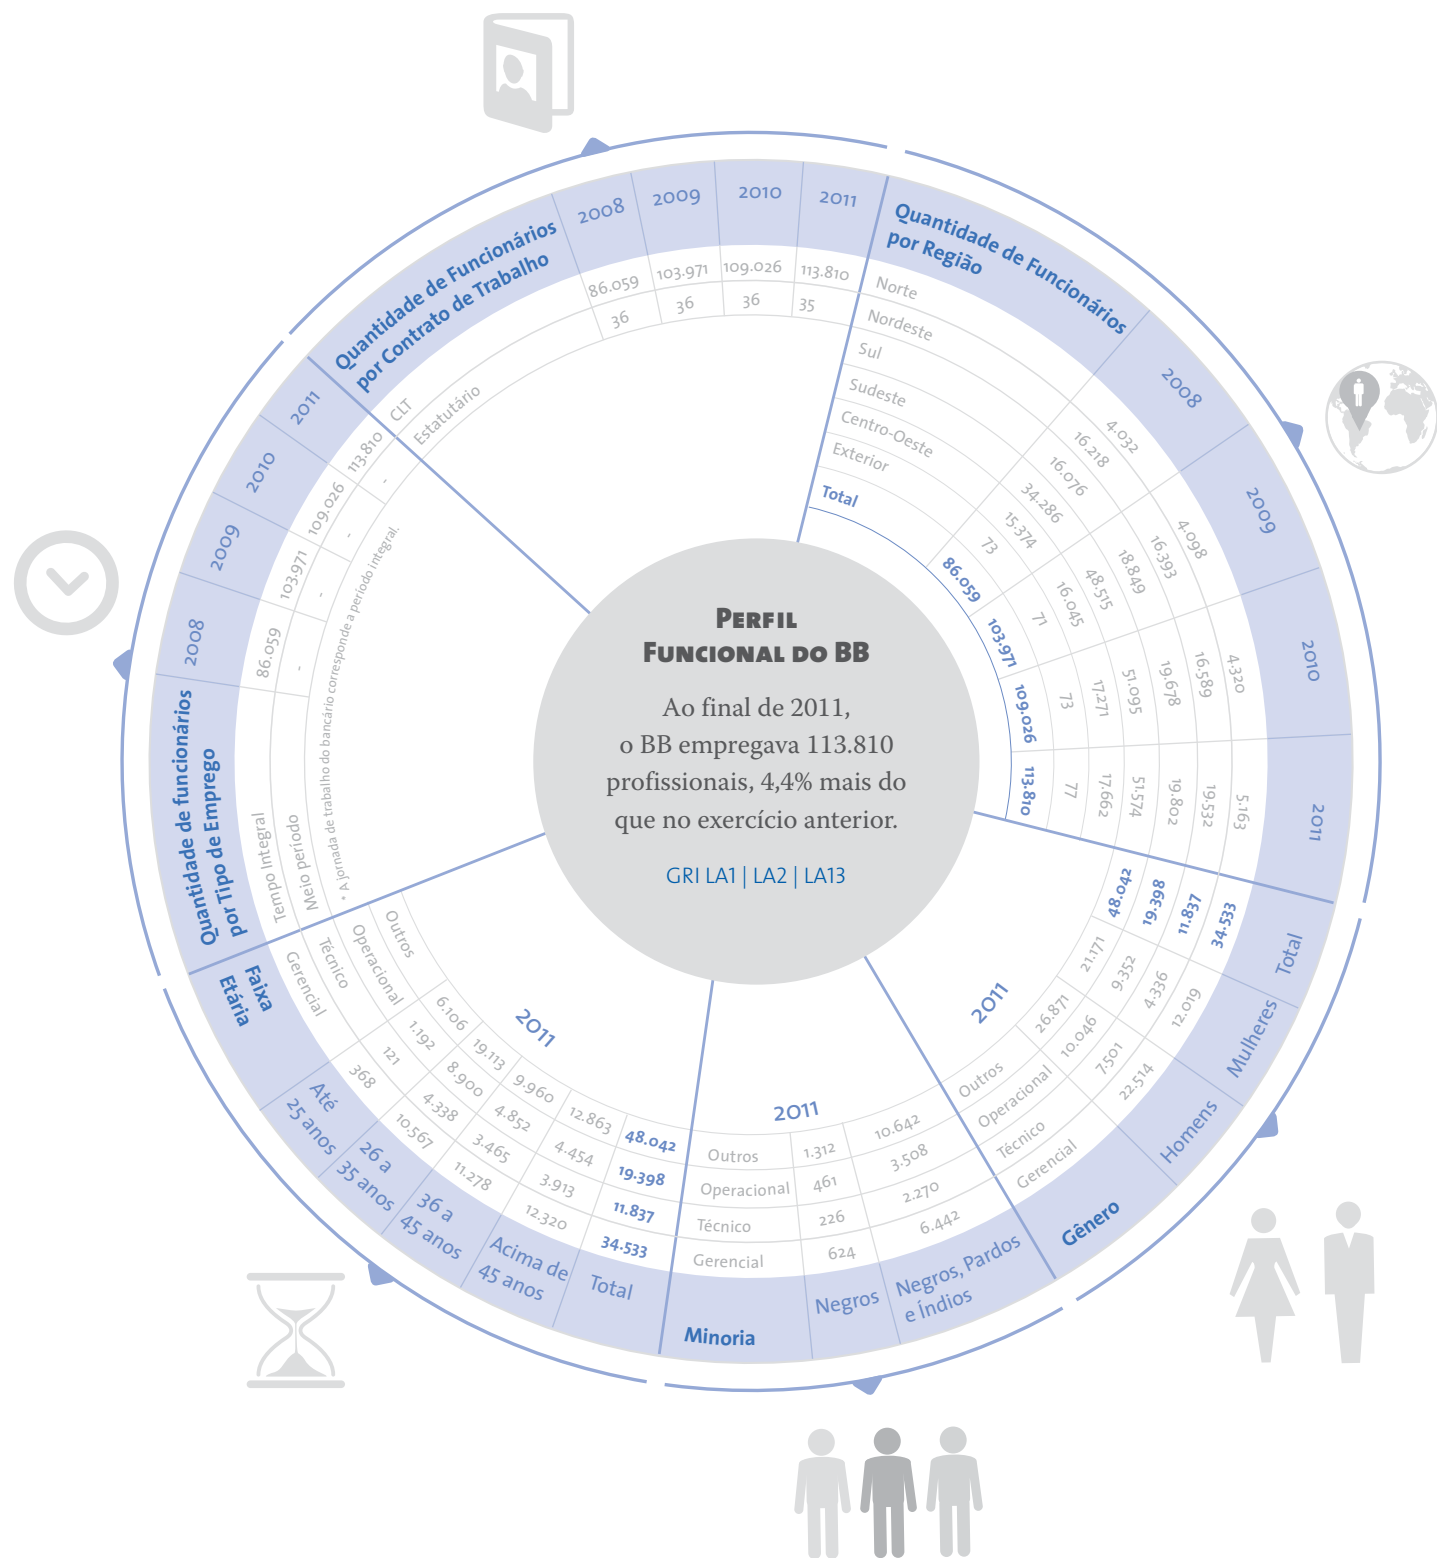 Perfil
Funcional do BB
Ao final de 2011,
o BB empregava 113.810
profissionais, 4,4% mais do
que no exercício anterior.
GRI LA1 | LA2 | LA13
Quantidade de Funcionários
por Contrato de Trabalho
2008
2009
2010
2011
CLT
86.059
103.971
109.026
113.810
Estatutário
36
36
36
35
Quantidade de Funcionários
por Região
2008
2009
2010
2011
Norte
4.032
4.098
4.320
5.163
Nordeste
16.218
16.393
16.589
19.532
Sul
16.076
18.849
19.678
19.802
Sudeste
34.286
48.515
51.095
51.574
Centro-Oeste
15.374
16.045
17.271
17.662
Exterior
73
71
73
77
Total
86.059
103.971
109.026
113.810
Gênero
Homens
Mulheres
Total
2011
Outros
26.871
21.171
48.042
Operacional
10.046
9.352
19.398
Técnico
7.501
4.336
11.837
Gerencial
22.514
12.019
34.533
Minoria
Negros
Negros, Pardos
e Índios
2011
Outros
1.312
10.642
Operacional
461
3.508
Técnico
226
2.270
Gerencial
624
6.442
Faixa
Etária
Até
25 anos
26 a
35 anos
36 a
45 anos
Acima de
45 anos
Total
2011
Outros
6.106
19.113
9.960
12.863
48.042
Operacional
1.192
8.900
4.852
4.454
19.398
Técnico
121
4.338
3.465
3.913
11.837
Gerencial
368
10.567
11.278
12.320
34.533
Quantidade de funcionários
por Tipo de Emprego
2008
2009
2010
2011
Tempo Integral
86.059
103.971
109.026
113.810
Meio período
-
-
-
-
• A jornada de trabalho do bancário corresponde a período integral.